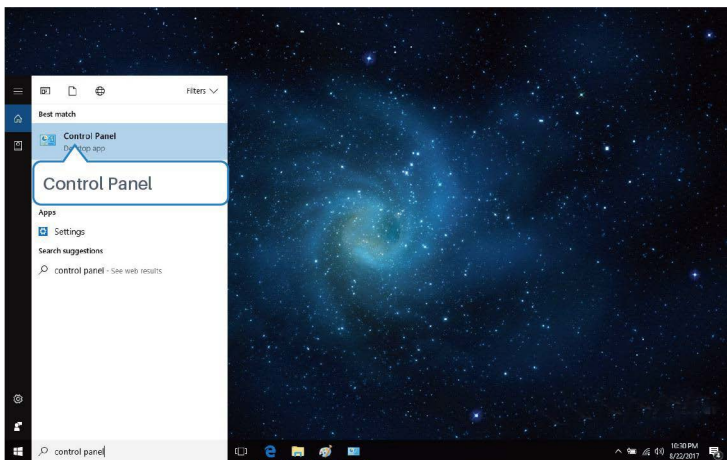 Filters
Best match
Control Panel
Desktop app
Control Panel
Apps
Settings
Search suggestions
control panel - See web results
control panel
10:30 PM
8/22/2017